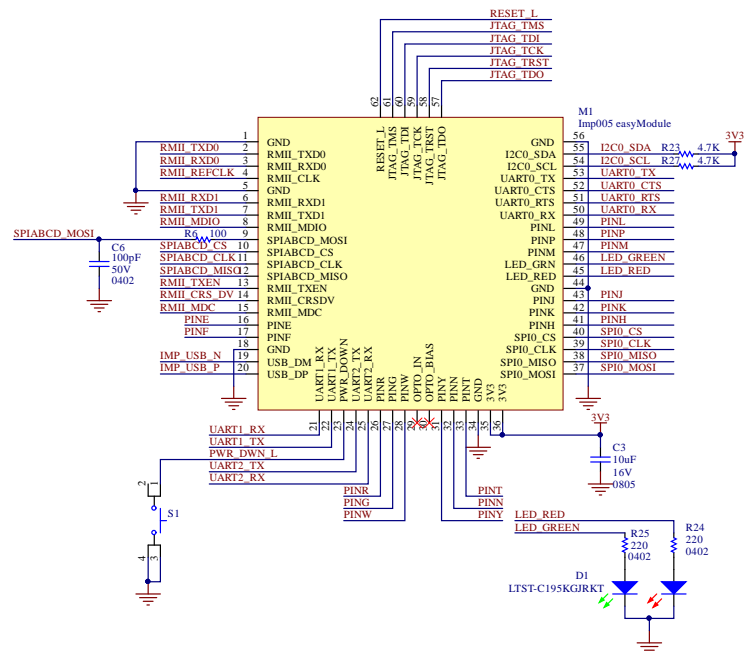 RESET_L
JTAG_TMS
JTAG_TDI
JTAG_TCK
JTAG_TRST
JTAG_TDO
62
61
60
59
58
57
M1
Imp005 easyModule
RESET_L
JTAG_TMS
JTAG_TDI
JTAG_TCK
JTAG_TRST
JTAG_TDO
1 GND
RMII_TXD0 2 RMII_TXD0
RMII_RXD0 3 RMII_RXD0
RMII_REFCLK 4 RMII_CLK
5 GND
RMII_RXD1 6 RMII_RXD1
RMII_TXD1 7 RMII_TXD1
RMII_MDIO 8 RMII_MDIO
SPIABCD_MOSI R6 100 9 SPIABCD_MOSI
SPIABCD_CS 10 SPIABCD_CS
SPIABCD_CLK 11 SPIABCD_CLK
SPIABCD_MISO 12 SPIABCD_MISO
RMII_TXEN 13 RMII_TXEN
RMII_CRS_DV 14 RMII_CRSDV
RMII_MDC 15 RMII_MDC
PINE 16 PINE
PINF 17 PINF
18 GND
IMP_USB_N 19 USB_DM
IMP_USB_P 20 USB_DP
C6
100pF
50V
0402
GND 56
I2C0_SDA 55 I2C0_SDA R23 4.7K 3V3
I2C0_SCL 54 I2C0_SCL R27 4.7K
UART0_TX 53 UART0_TX
UART0_CTS 52 UART0_CTS
UART0_RTS 51 UART0_RTS
UART0_RX 50 UART0_RX
PINL 49 PINL
PINP 48 PINP
PINM 47 PINM
LED_GRN 46 LED_GREEN
LED_RED 45 LED_RED
GND 44
PINJ 43 PINJ
PINK 42 PINK
PINH 41 PINH
SPI0_CS 40 SPI0_CS
SPI0_CLK 39 SPI0_CLK
SPI0_MISO 38 SPI0_MISO
SPI0_MOSI 37 SPI0_MOSI
UART1_RX
UART1_TX
PWR_DOWN
UART2_TX
UART2_RX
PINR
PING
PINW
OPTO_IN
OPTO_BIAS
PINY
PINN
PINT
GND
3V3
3V3
21
22
23
24
25
26
27
28
29
30
31
32
33
34
35
36
UART1_RX
UART1_TX
PWR_DWN_L
UART2_TX
UART2_RX
PINR
PING
PINW
PINT
PINN
PINY
3V3
C3
10uF
16V
0805
2
1
S1
4
3
LED_RED
LED_GREEN
R25
220
0402
R24
220
0402
D1
LTST-C195KGJRKT